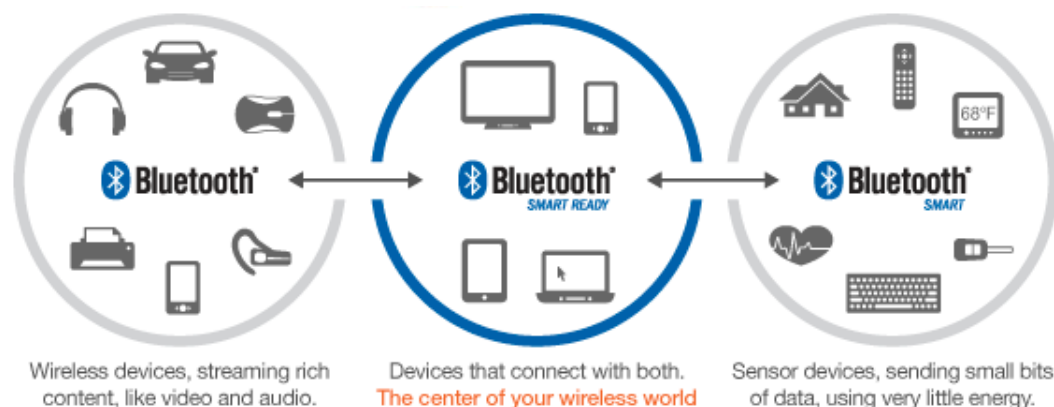 Bluetooth
Bluetooth
SMART READY
Bluetooth
SMART
68°F
Wireless devices, streaming rich
content, like video and audio.
Devices that connect with both.
The center of your wireless world
Sensor devices, sending small bits
of data, using very little energy.